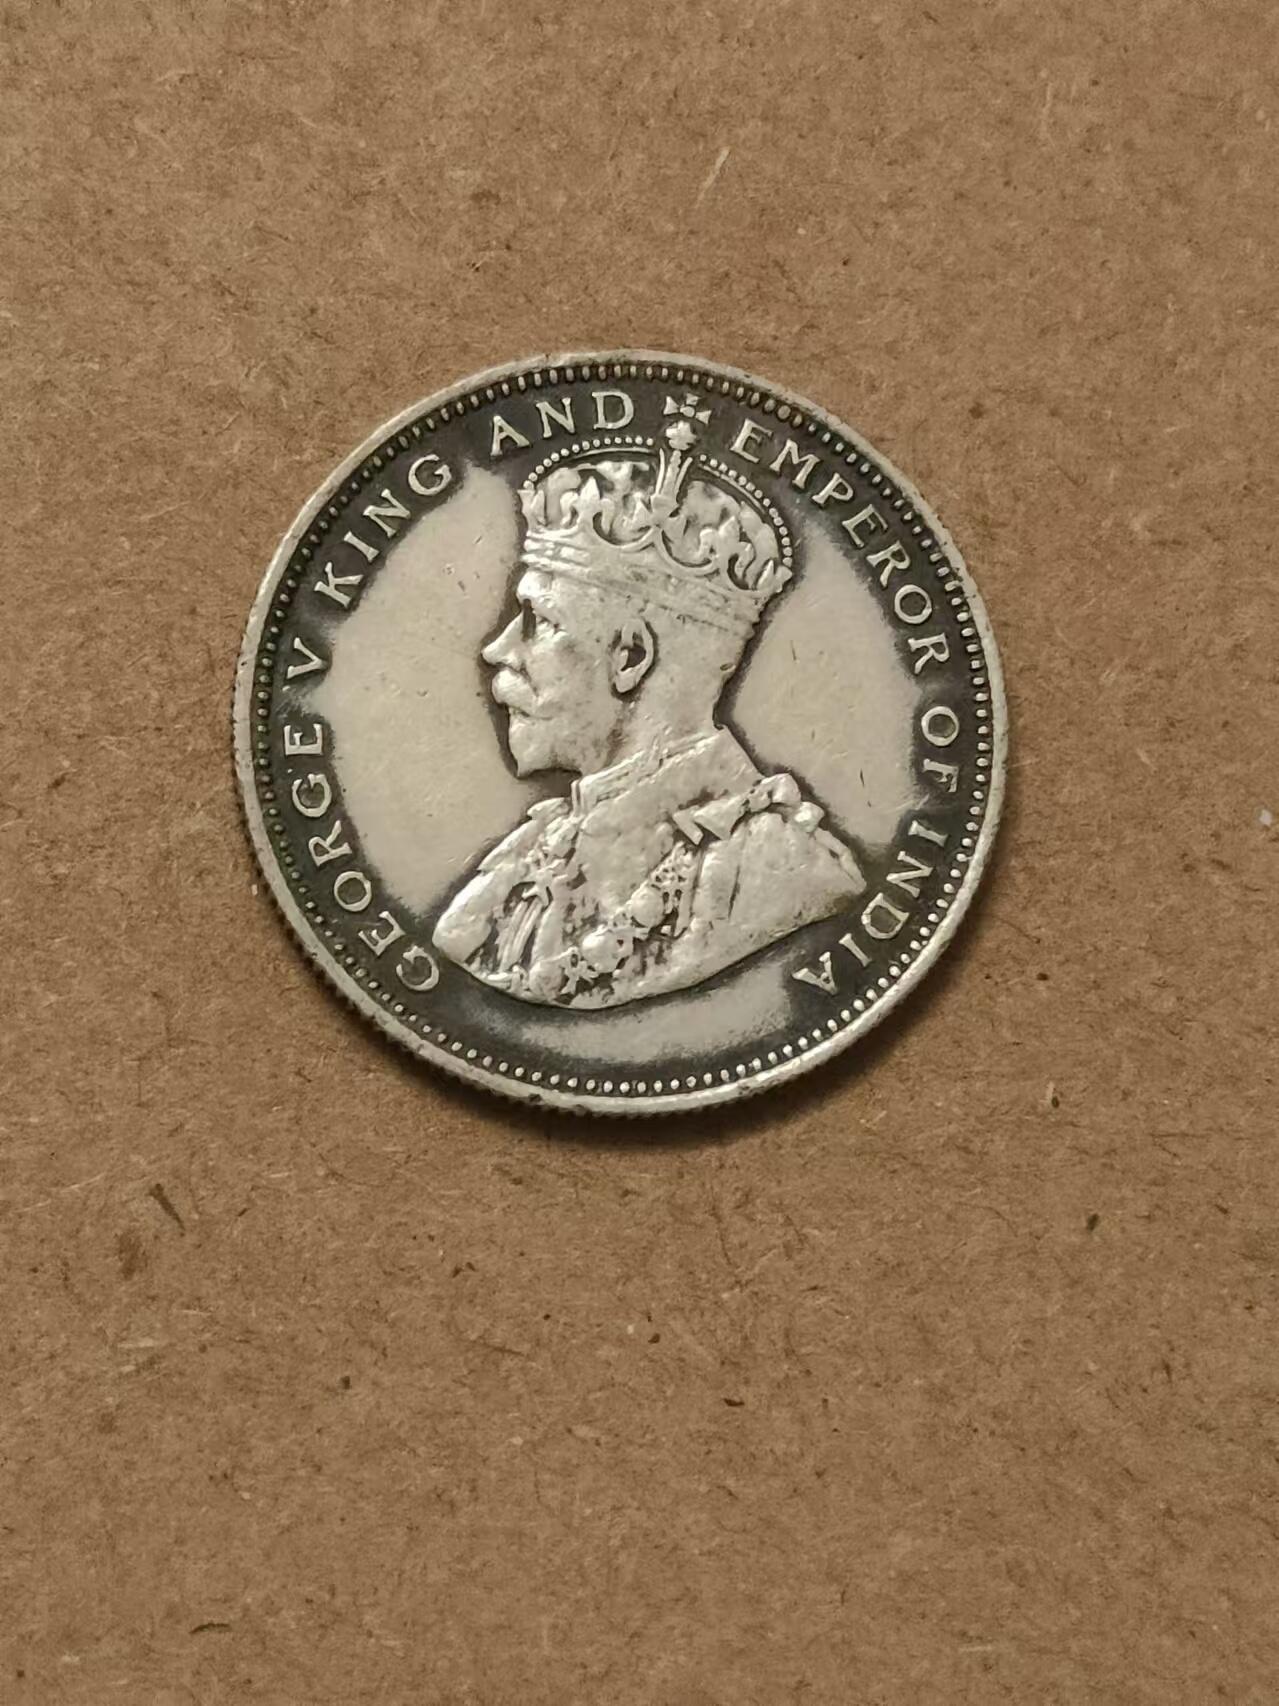 GEORGE V KING AND EMPEROR OF INDIA